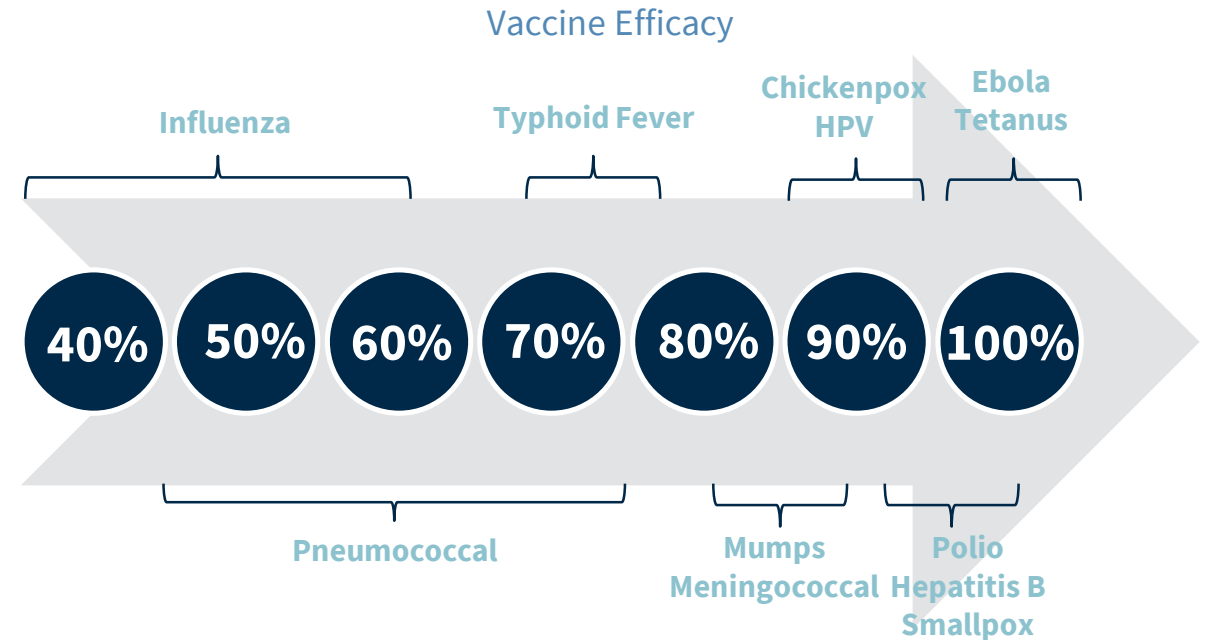 Vaccine Efficacy
Influenza
Typhoid Fever
Chickenpox
HPV
Ebola
Tetanus
40%
50%
60%
70%
80%
90%
100%
Pneumococcal
Mumps
Meningococcal
Polio
Hepatitis B
Smallpox